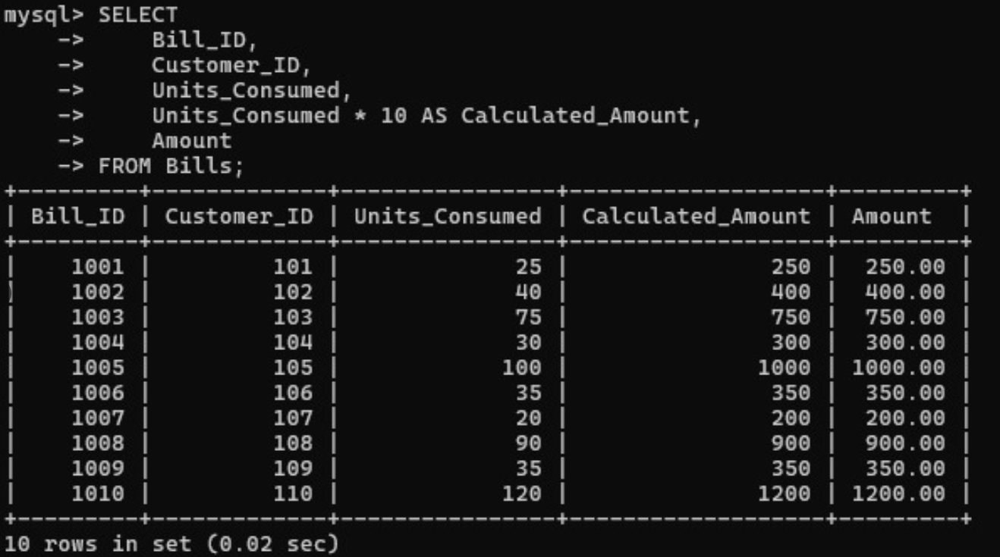 mysql> SELECT
    ->     Bill_ID,
    ->     Customer_ID,
    ->     Units_Consumed,
    ->     Units_Consumed * 10 AS Calculated_Amount,
    ->     Amount
    -> FROM Bills;
+---------+-------------+----------------+-------------------+---------+
| Bill_ID | Customer_ID | Units_Consumed | Calculated_Amount | Amount  |
+---------+-------------+----------------+-------------------+---------+
|    1001 |         101 |             25 |               250 |  250.00 |
|    1002 |         102 |             40 |               400 |  400.00 |
|    1003 |         103 |             75 |               750 |  750.00 |
|    1004 |         104 |             30 |               300 |  300.00 |
|    1005 |         105 |            100 |              1000 | 1000.00 |
|    1006 |         106 |             35 |               350 |  350.00 |
|    1007 |         107 |             20 |               200 |  200.00 |
|    1008 |         108 |             90 |               900 |  900.00 |
|    1009 |         109 |             35 |               350 |  350.00 |
|    1010 |         110 |            120 |              1200 | 1200.00 |
+---------+-------------+----------------+-------------------+---------+
10 rows in set (0.02 sec)